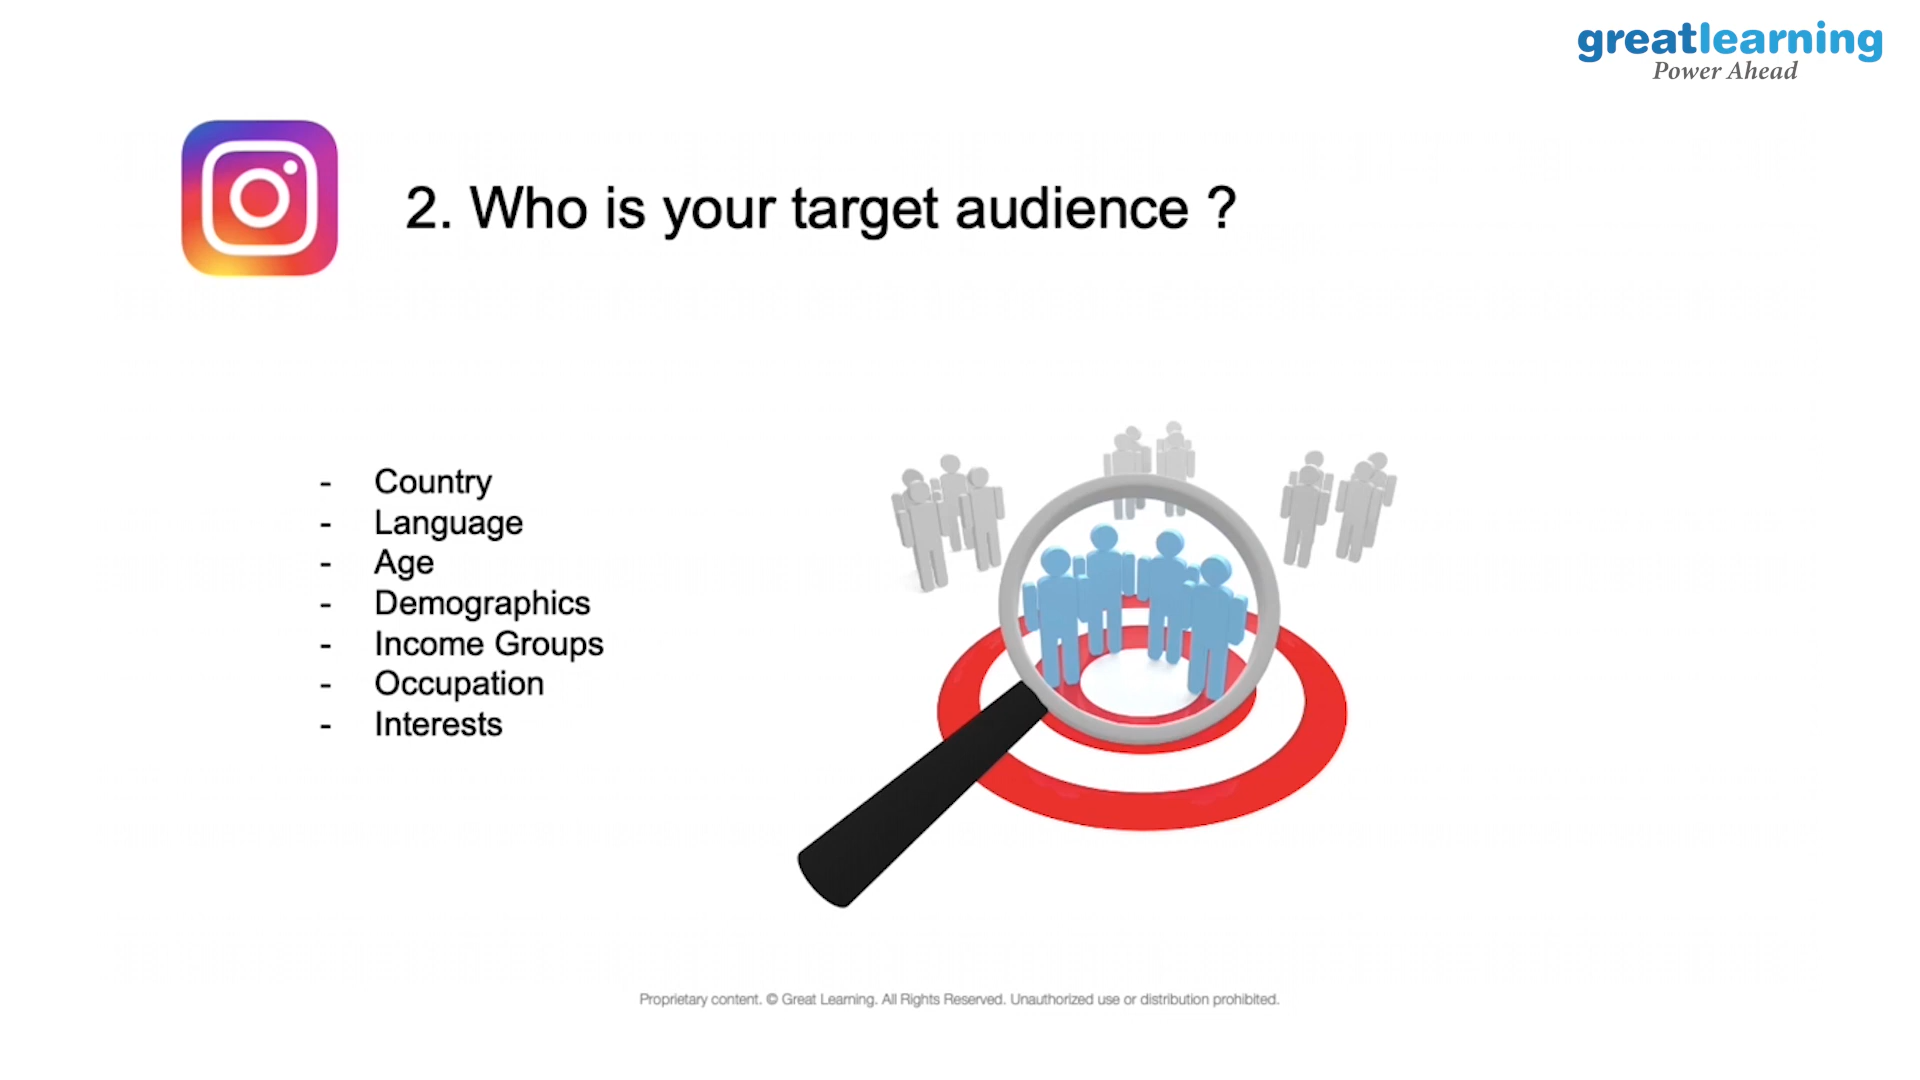 greatlearning
Power Ahead
2. Who is your target audience ?
- Country
- Language
- Age
- Demographics
- Income Groups
- Occupation
- Interests
Proprietary content. © Great Learning. All Rights Reserved. Unauthorized use or distribution prohibited.